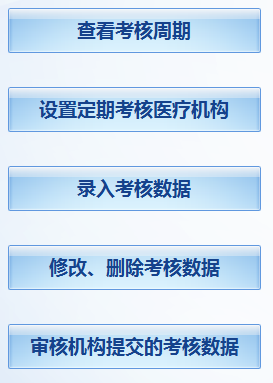 查看考核周期
设置定期考核医疗机构
录入考核数据
修改、删除考核数据
审核机构提交的考核数据